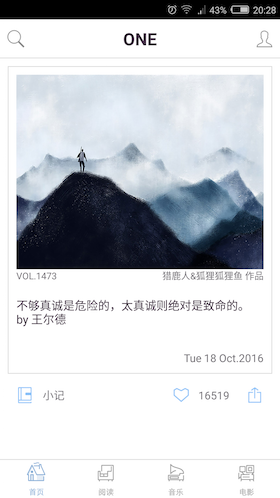 43% 20:28
ONE
VOL.1473 猎鹿人&狐狸狐狸鱼 作品
不够真诚是危险的，太真诚则绝对是致命的。
by 王尔德
Tue 18 Oct.2016
小记 16519
首页 阅读 音乐 电影